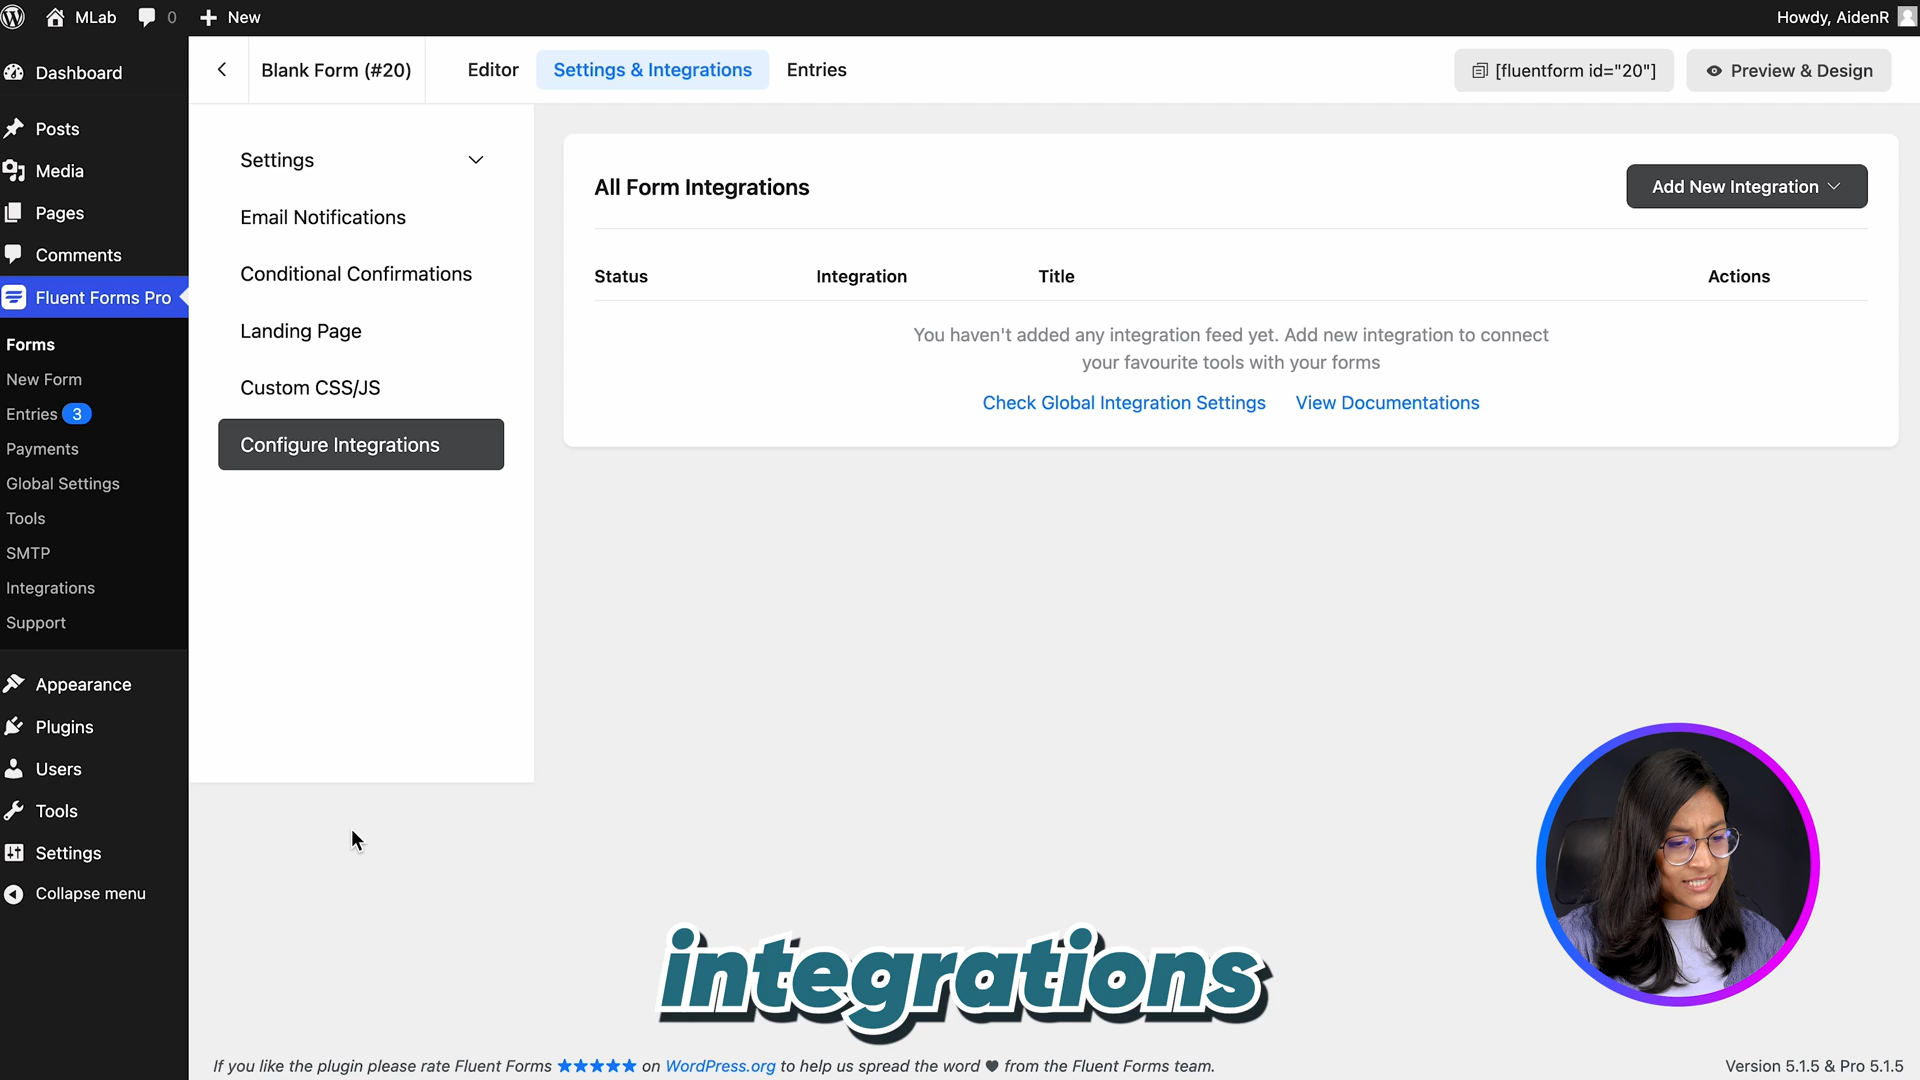 MLab
0
New
Howdy, AidenR
Dashboard
Posts
Media
Pages
Comments
Fluent Forms Pro
Forms
New Form
Entries 3
Payments
Global Settings
Tools
SMTP
Integrations
Support
Appearance
Plugins
Users
Tools
Settings
Collapse menu
Blank Form (#20)
Editor
Settings & Integrations
Entries
[fluentform id="20"]
Preview & Design
Settings
Email Notifications
Conditional Confirmations
Landing Page
Custom CSS/JS
Configure Integrations
All Form Integrations
Add New Integration
Status Integration Title Actions
You haven't added any integration feed yet. Add new integration to connect
your favourite tools with your forms
Check Global Integration Settings View Documentations
integrations
If you like the plugin please rate Fluent Forms ★★★★★ on WordPress.org to help us spread the word ♥ from the Fluent Forms team.
Version 5.1.5 & Pro 5.1.5